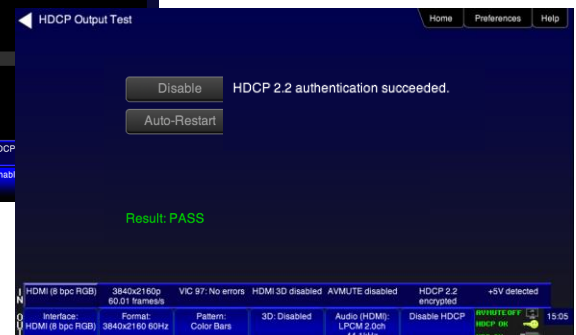 HDCP Output Test
Home
Preferences
Help
Disable
HDCP 2.2 authentication succeeded.
Auto-Restart
Result: PASS
IN
HDMI (8 bpc RGB)
3840x2160p
60.01 frames/s
VIC 97: No errors
HDMI 3D disabled
AVMUTE disabled
HDCP 2.2
encrypted
+5V detected
Interface:
HDMI (8 bpc RGB)
Format:
3840x2160 60Hz
Pattern:
Color Bars
3D: Disabled
Audio (HDMI):
LPCM 2.0ch
Disable HDCP
AVMUTE OFF
HDCP OK
15:05